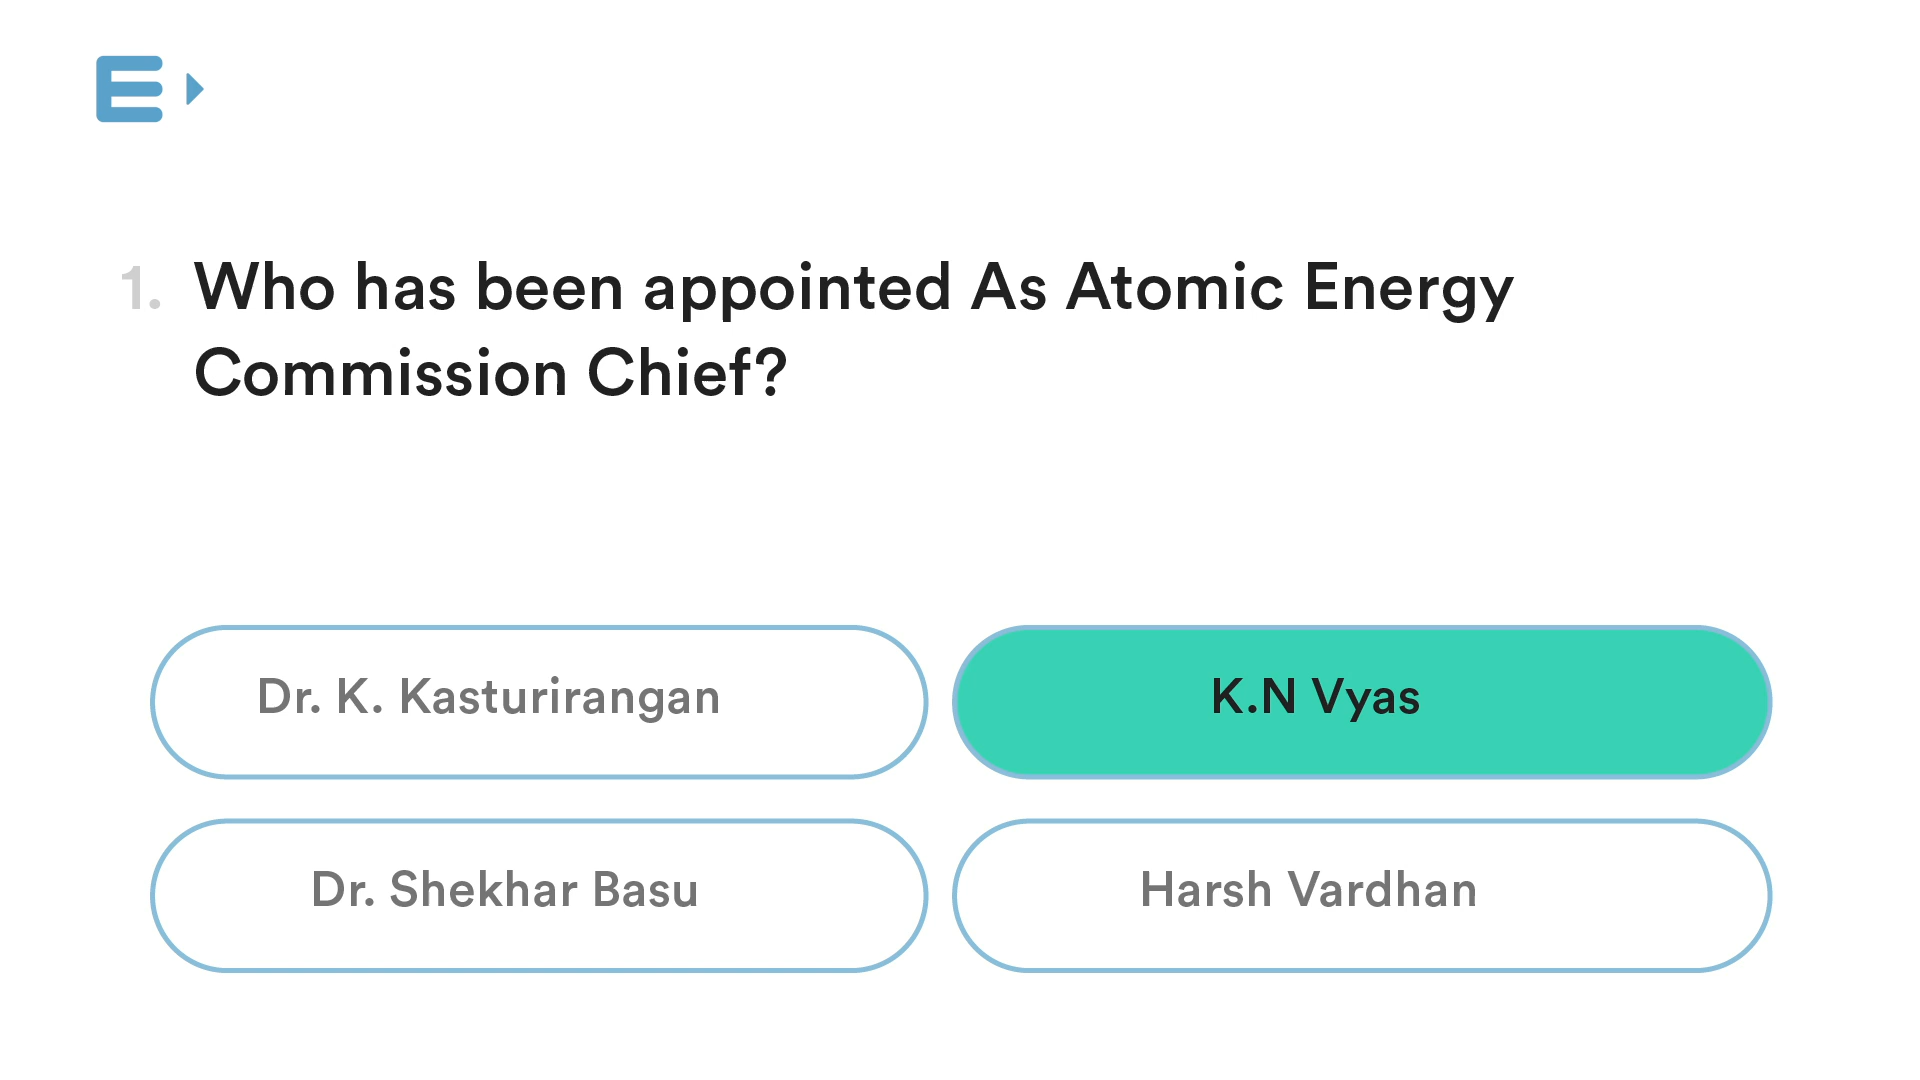 E
1. Who has been appointed As Atomic Energy
Commission Chief?
Dr. K. Kasturirangan
K.N Vyas
Dr. Shekhar Basu
Harsh Vardhan